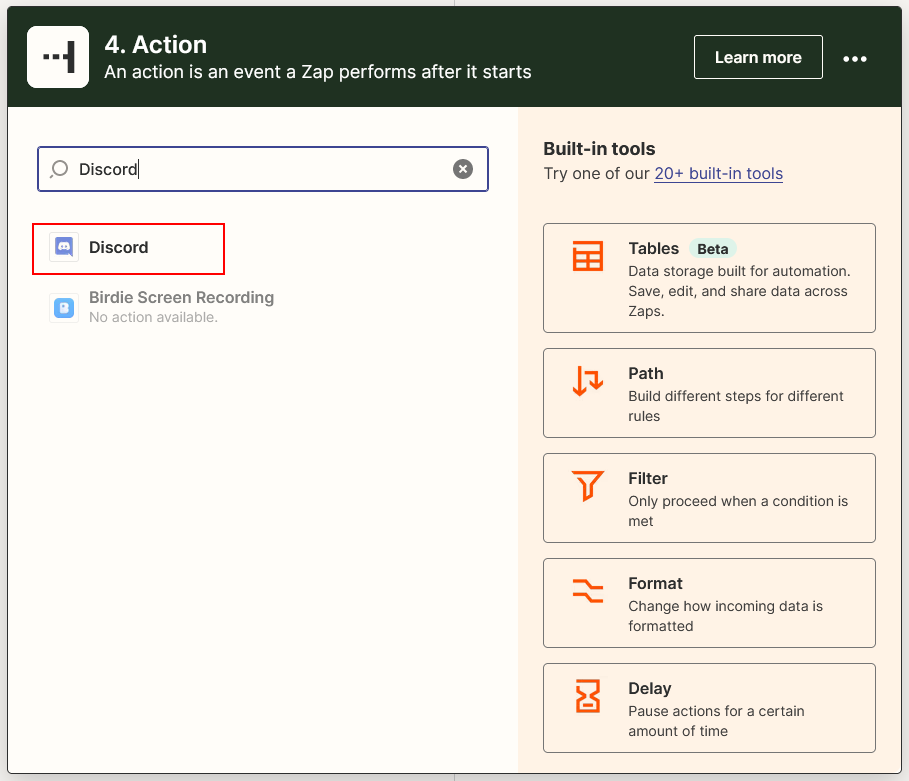 4. Action
An action is an event a Zap performs after it starts
Learn more
Discord
Discord
Birdie Screen Recording
No action available.
Built-in tools
Try one of our 20+ built-in tools
Tables Beta
Data storage built for automation.
Save, edit, and share data across
Zaps.
Path
Build different steps for different
rules
Filter
Only proceed when a condition is
met
Format
Change how incoming data is
formatted
Delay
Pause actions for a certain
amount of time